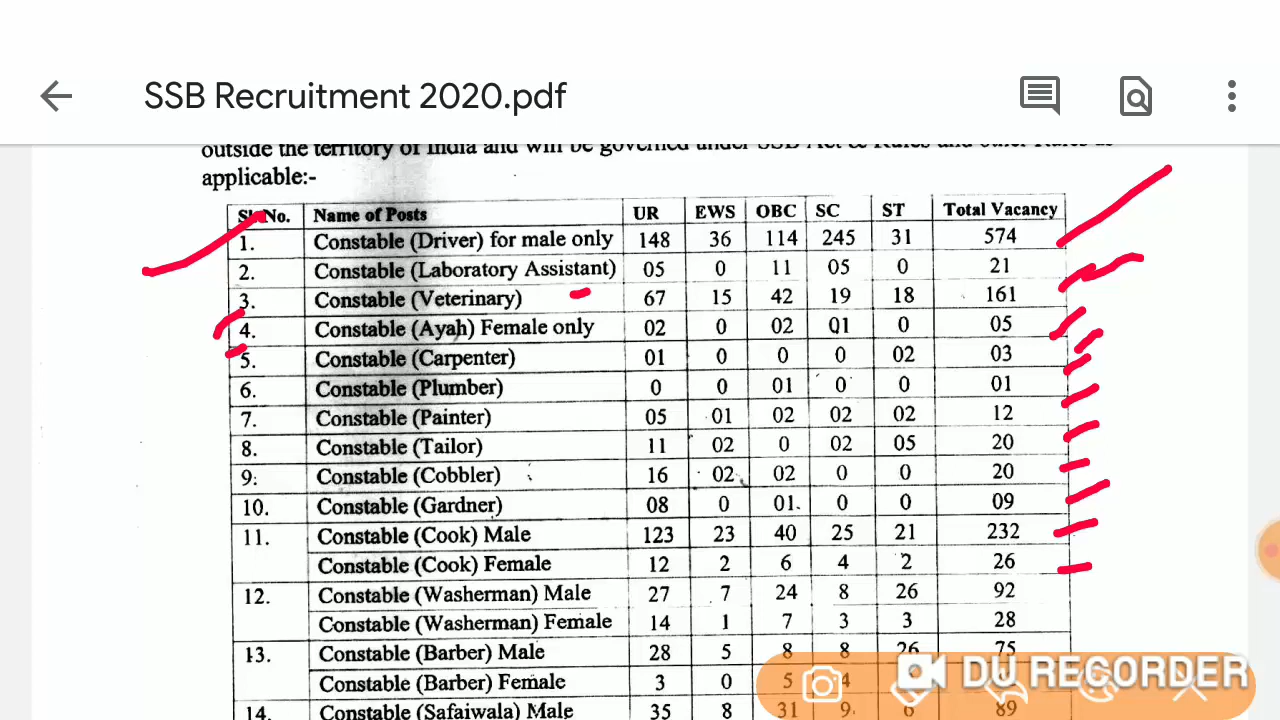 SSB Recruitment 2020.pdf
outside the territory of India and will be governed under SSB Act & Rules and other Rules as
applicable:-
Sl. No. Name of Posts UR EWS OBC SC ST Total Vacancy
1. Constable (Driver) for male only 148 36 114 245 31 574
2. Constable (Laboratory Assistant) 05 0 11 05 0 21
3. Constable (Veterinary) 67 15 42 19 18 161
4. Constable (Ayah) Female only 02 0 02 01 0 05
5. Constable (Carpenter) 01 0 0 0 02 03
6. Constable (Plumber) 0 0 01 0 0 01
7. Constable (Painter) 05 01 02 02 02 12
8. Constable (Tailor) 11 02 0 02 05 20
9. Constable (Cobbler) 16 02 02 0 0 20
10. Constable (Gardner) 08 0 01 0 0 09
11. Constable (Cook) Male 123 23 40 25 21 232
Constable (Cook) Female 12 2 6 4 2 26
12. Constable (Washerman) Male 27 7 24 8 26 92
Constable (Washerman) Female 14 1 7 3 3 28
13. Constable (Barber) Male 28 5 8 8 26 75
Constable (Barber) Female 3 0 5 4
14. Constable (Safaiwala) Male 35 8 31 9 6 89
DU RECORDER